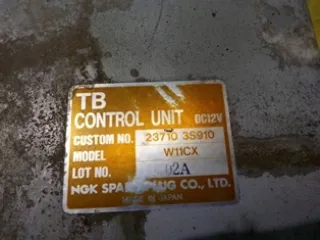 TB
CONTROL UNIT DC12V
CUSTOM NO. 23710 3S910
MODEL W11CX
LOT NO. 02A
NGK SPARK PLUG CO., LTD.
MADE IN JAPAN